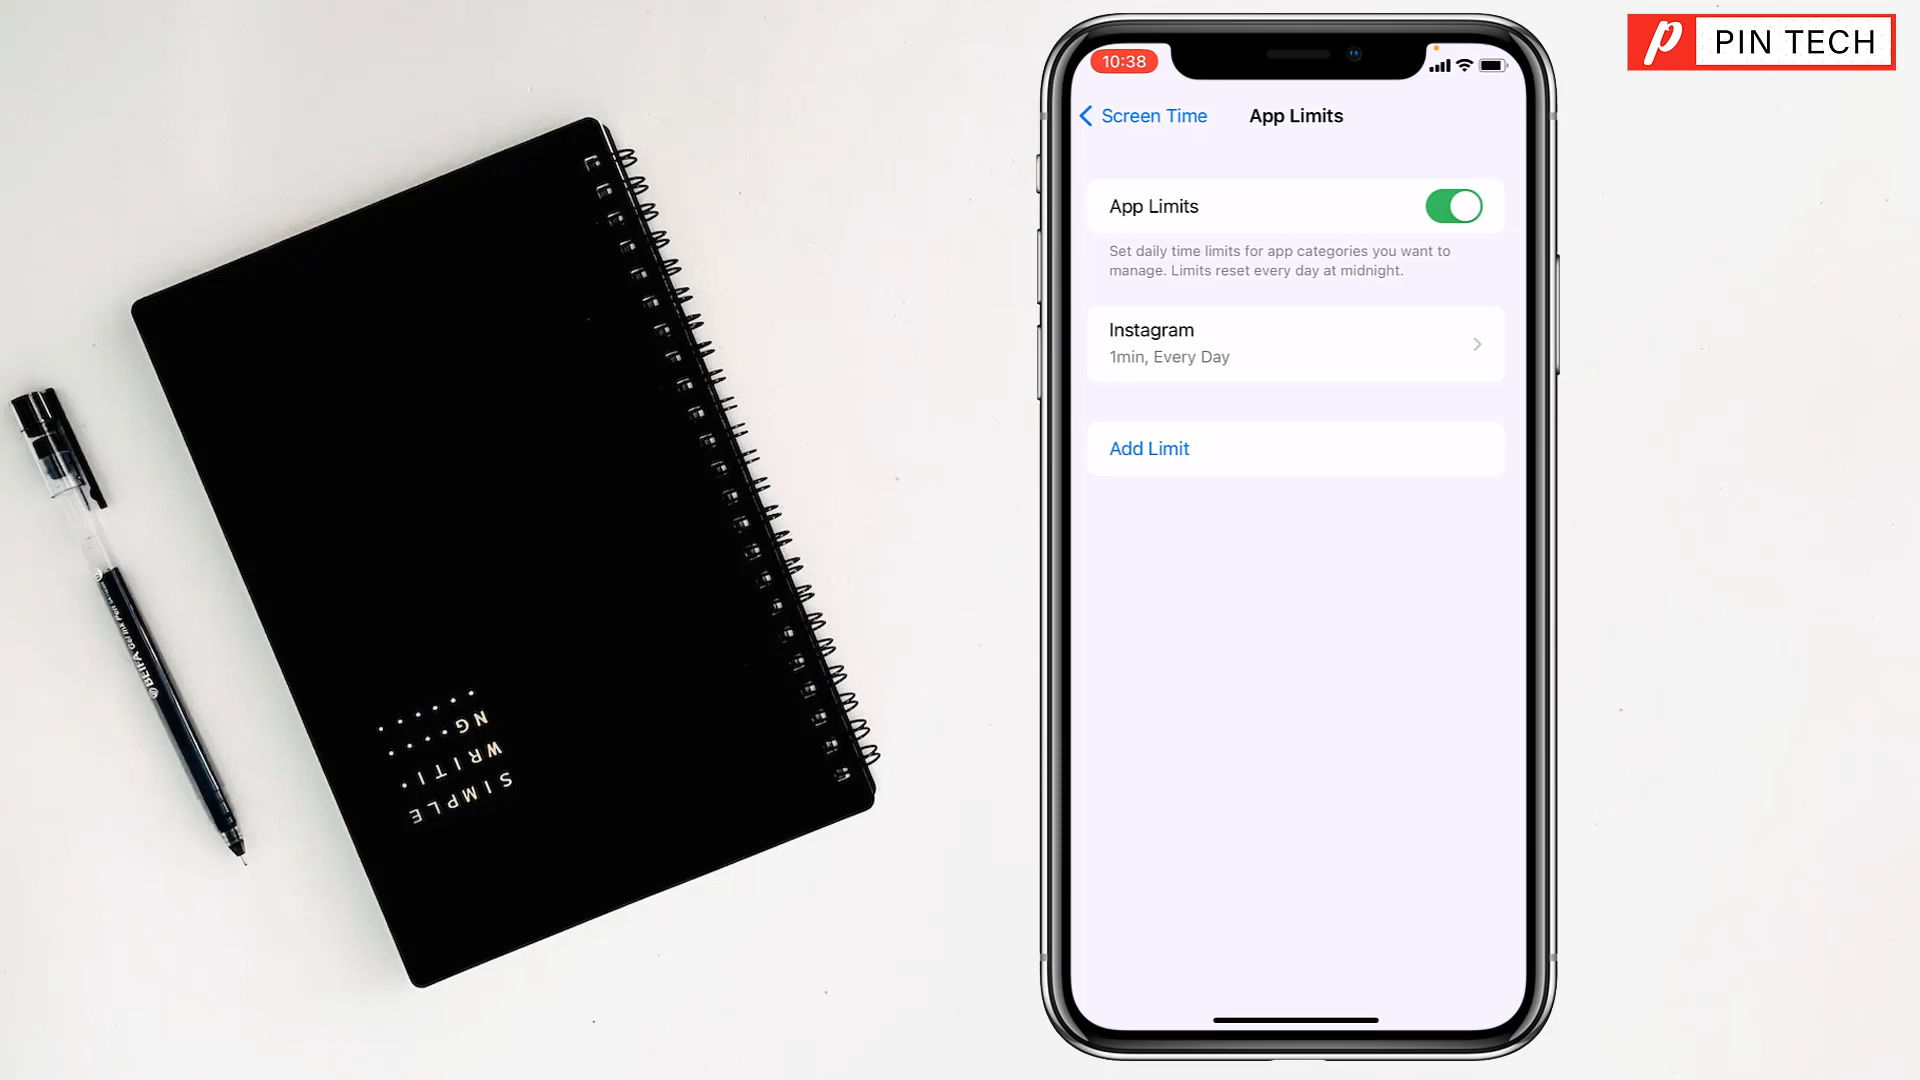 PIN TECH
10:38
Screen Time
App Limits
App Limits
Set daily time limits for app categories you want to
manage. Limits reset every day at midnight.
Instagram
1min, Every Day
Add Limit
SIMPLE
WRITI
NG